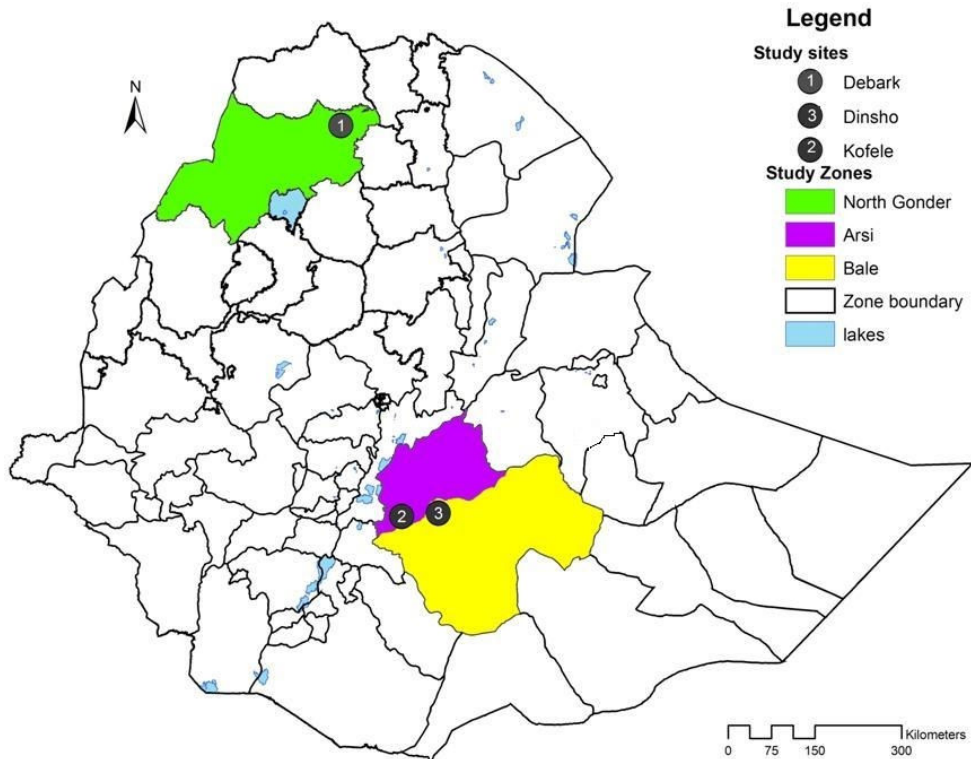 Legend
Study sites
1 Debark
3 Dinsho
2 Kofele
Study Zones
North Gonder
Arsi
Bale
Zone boundary
lakes
N
1
2
3
Kilometers
0 75 150 300